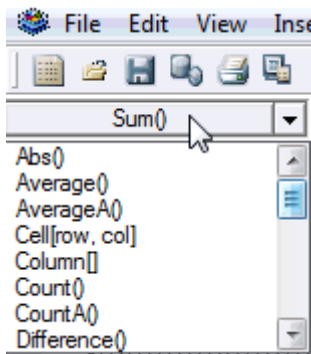 File Edit View Inse
Sum()
Abs()
Average()
AverageA()
Cell[row, col]
Column[]
Count()
CountA()
Difference()